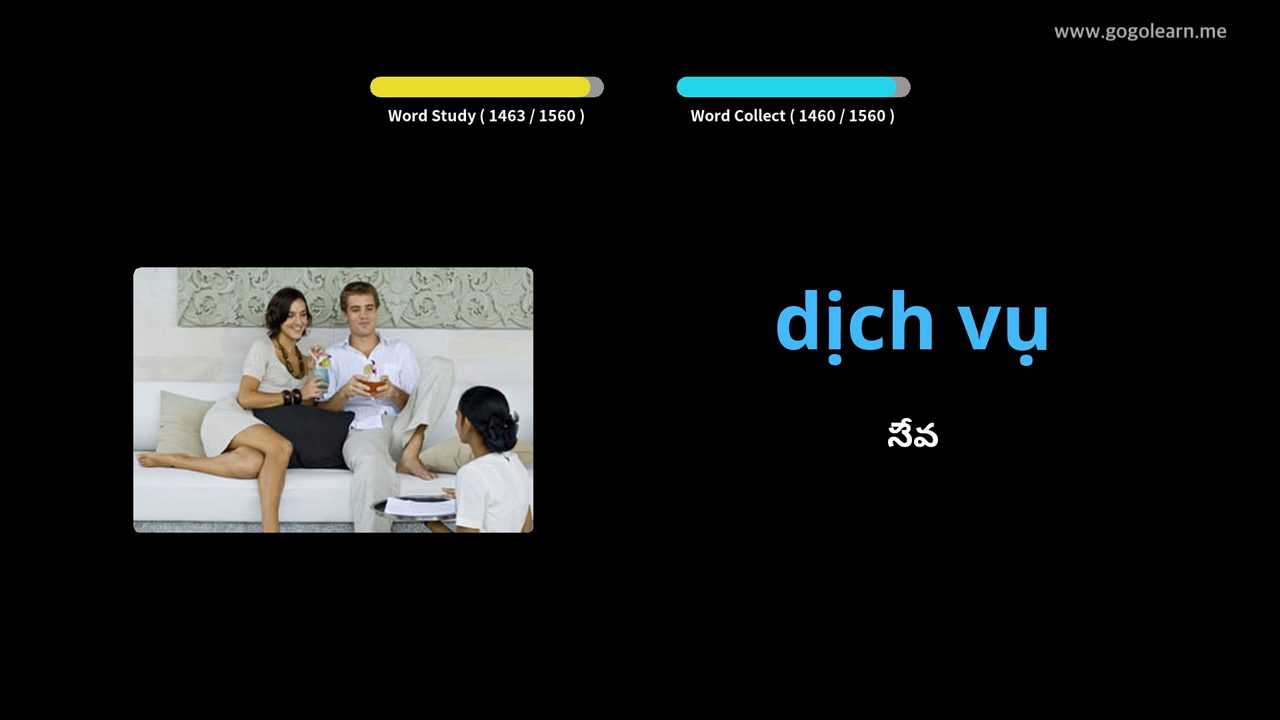 www.gogolearn.me
Word Study ( 1463 / 1560 )
Word Collect ( 1460 / 1560 )
dịch vụ
సేవ